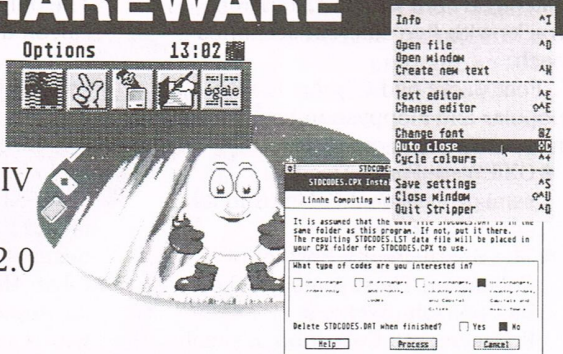 HAREWARE
Options 13:02
égale
IV
2.0
Info ^I
Open file ^O
Open window
Create new text ^N
Text editor ^E
Change editor ⇧^E
Change font
Auto close
Cycle colours ^+
Save settings ^S
Close window ⇧^W
Quit Stripper ^Q
STDCODES.CPX
Linnhe Computing -
It is assumed that the data file STDCODES.DAT is in the
same folder as this program. If not, put it there.
The resulting STDCODES.LST data file will be placed in
your CPX folder for STDCODES.CPX to use.
What type of codes are you interested in?
Delete STDCODES.DAT when finished? Yes No
Help Process Cancel